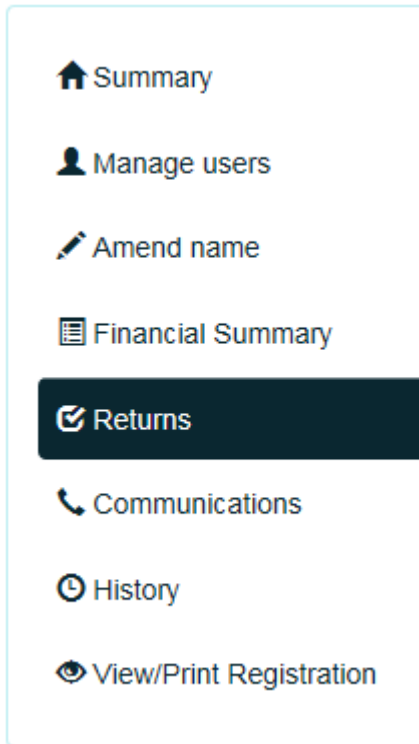 Summary
Manage users
Amend name
Financial Summary
Returns
Communications
History
View/Print Registration